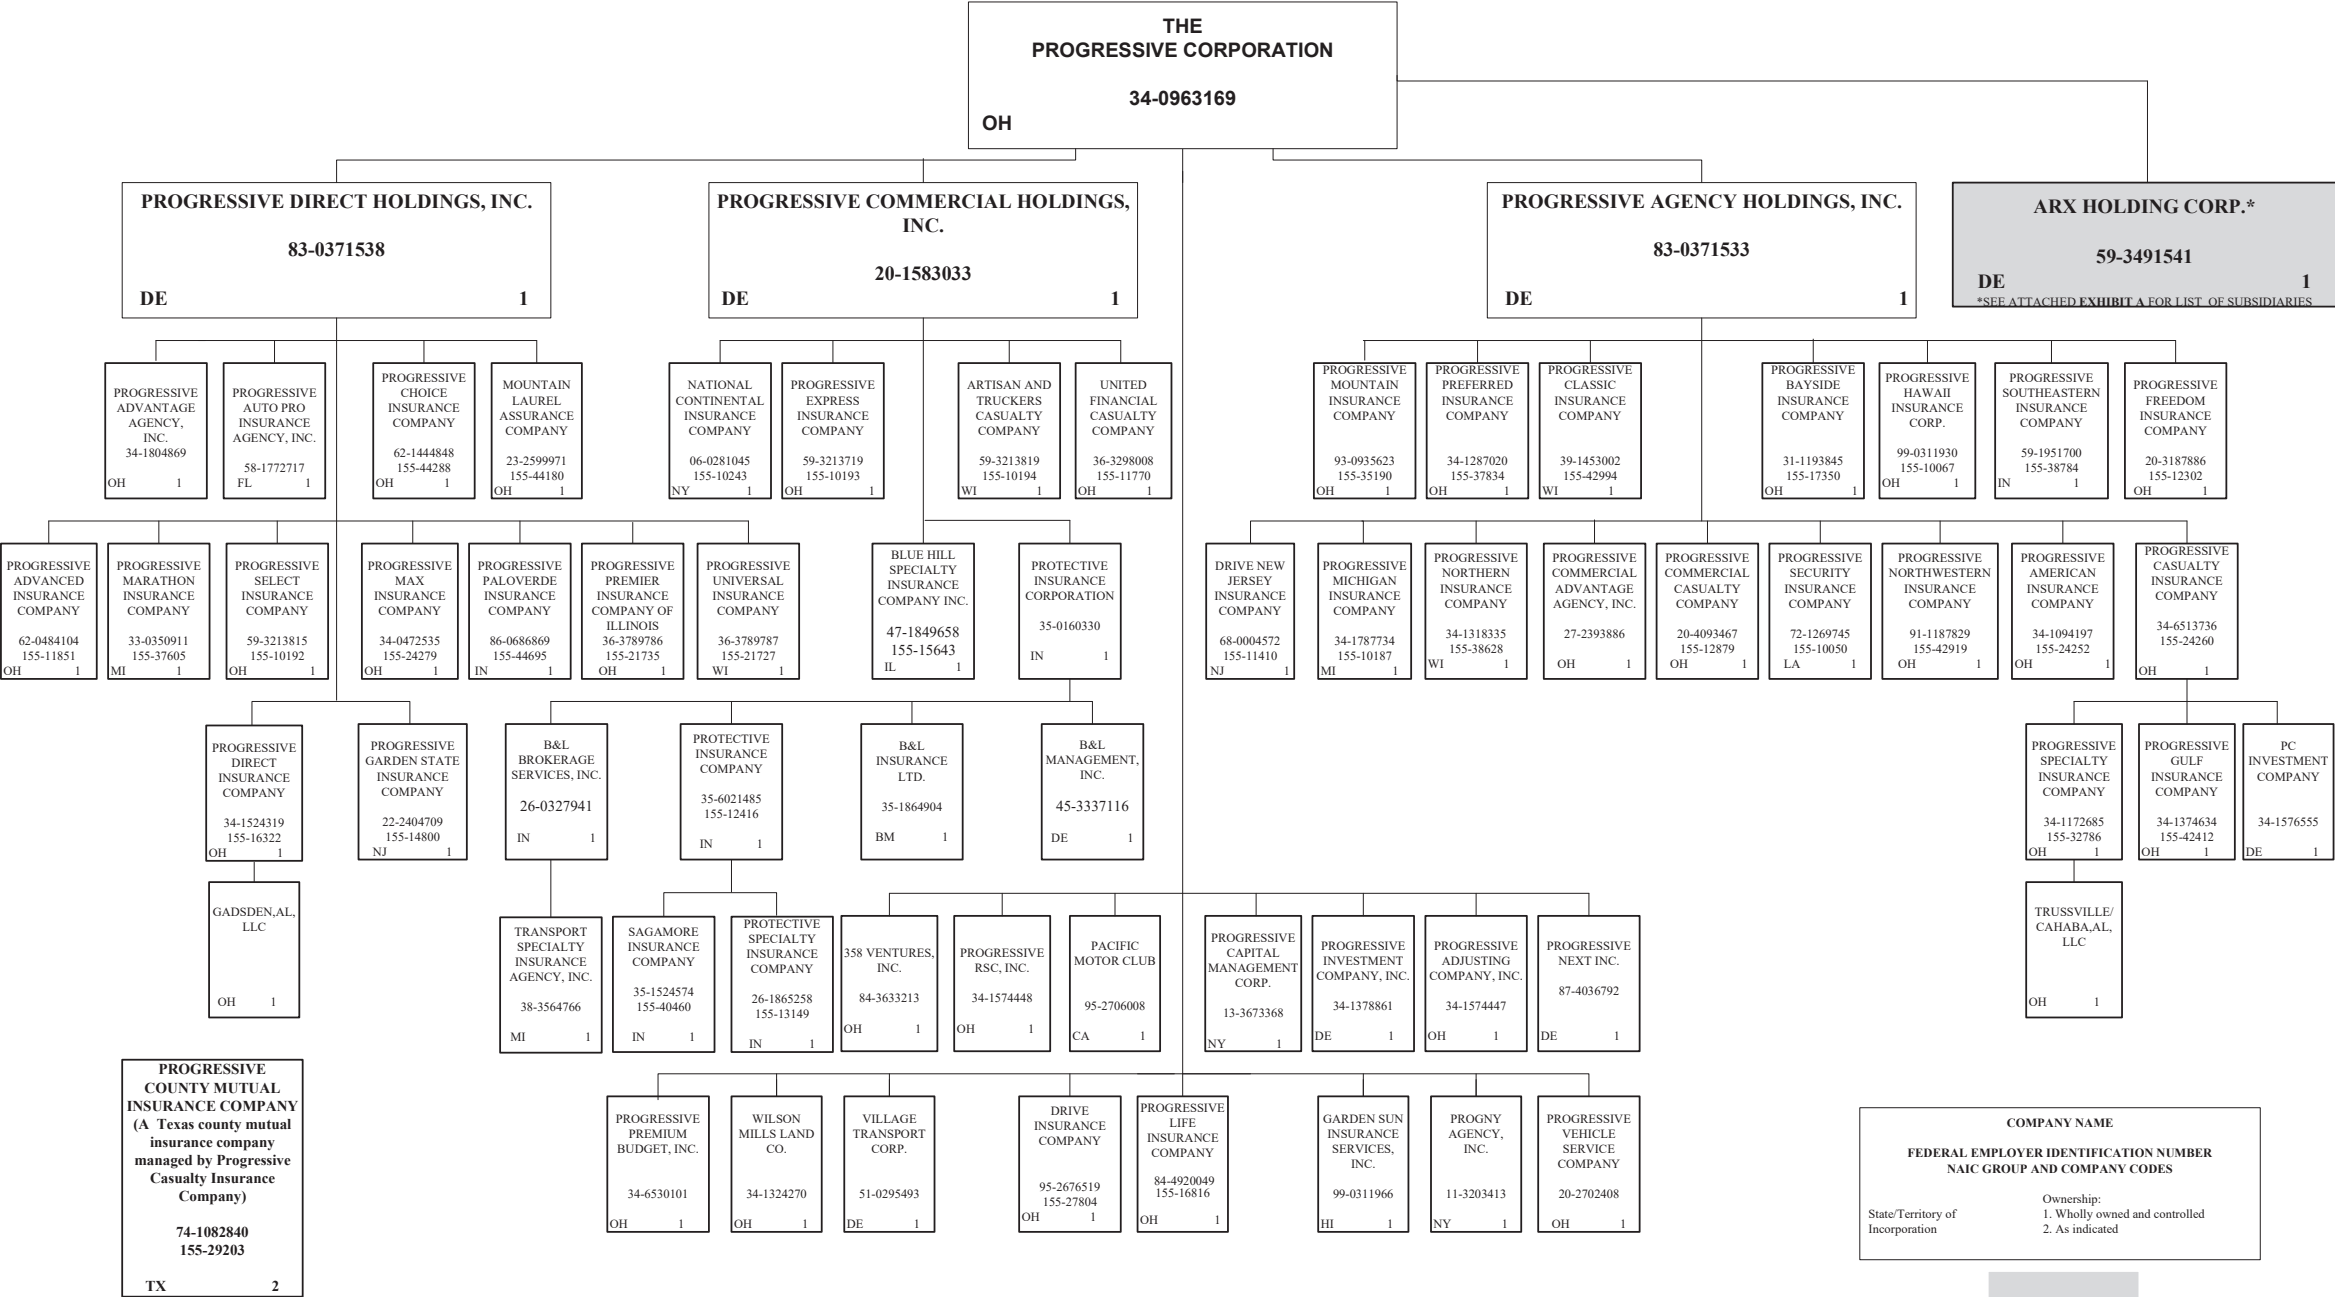 THE
PROGRESSIVE CORPORATION
34-0963169
OH
PROGRESSIVE DIRECT HOLDINGS, INC.
83-0371538
DE 1
PROGRESSIVE COMMERCIAL HOLDINGS,
INC.
20-1583033
DE 1
PROGRESSIVE AGENCY HOLDINGS, INC.
83-0371533
DE 1
ARX HOLDING CORP.*
59-3491541
DE 1
*SEE ATTACHED EXHIBIT A FOR LIST OF SUBSIDIARIES
PROGRESSIVE
ADVANTAGE
AGENCY,
INC.
34-1804869
OH 1
PROGRESSIVE
AUTO PRO
INSURANCE
AGENCY, INC.
58-1772717
FL 1
PROGRESSIVE
CHOICE
INSURANCE
COMPANY
62-1444848
155-44288
OH 1
MOUNTAIN
LAUREL
ASSURANCE
COMPANY
23-2599971
155-44180
OH 1
NATIONAL
CONTINENTAL
INSURANCE
COMPANY
06-0281045
155-10243
NY 1
PROGRESSIVE
EXPRESS
INSURANCE
COMPANY
59-3213719
155-10193
OH 1
ARTISAN AND
TRUCKERS
CASUALTY
COMPANY
59-3213819
155-10194
WI 1
UNITED
FINANCIAL
CASUALTY
COMPANY
36-3298008
155-11770
OH 1
PROGRESSIVE
MOUNTAIN
INSURANCE
COMPANY
93-0935623
155-35190
OH 1
PROGRESSIVE
PREFERRED
INSURANCE
COMPANY
34-1287020
155-37834
OH 1
PROGRESSIVE
CLASSIC
INSURANCE
COMPANY
39-1453002
155-42994
WI 1
PROGRESSIVE
BAYSIDE
INSURANCE
COMPANY
31-1193845
155-17350
OH 1
PROGRESSIVE
HAWAII
INSURANCE
CORP.
99-0311930
155-10067
OH 1
PROGRESSIVE
SOUTHEASTERN
INSURANCE
COMPANY
59-1951700
155-38784
IN 1
PROGRESSIVE
FREEDOM
INSURANCE
COMPANY
20-3187886
155-12302
OH 1
PROGRESSIVE
ADVANCED
INSURANCE
COMPANY
62-0484104
155-11851
OH 1
PROGRESSIVE
MARATHON
INSURANCE
COMPANY
33-0350911
155-37605
MI 1
PROGRESSIVE
SELECT
INSURANCE
COMPANY
59-3213815
155-10192
OH 1
PROGRESSIVE
MAX
INSURANCE
COMPANY
34-0472535
155-24279
OH 1
PROGRESSIVE
PALOVERDE
INSURANCE
COMPANY
86-0686869
155-44695
IN 1
PROGRESSIVE
PREMIER
INSURANCE
COMPANY OF
ILLINOIS
36-3789786
155-21735
OH 1
PROGRESSIVE
UNIVERSAL
INSURANCE
COMPANY
36-3789787
155-21727
WI 1
BLUE HILL
SPECIALTY
INSURANCE
COMPANY INC.
47-1849658
155-15643
IL 1
PROTECTIVE
INSURANCE
CORPORATION
35-0160330
IN 1
DRIVE NEW
JERSEY
INSURANCE
COMPANY
68-0004572
155-11410
NJ 1
PROGRESSIVE
MICHIGAN
INSURANCE
COMPANY
34-1787734
155-10187
MI 1
PROGRESSIVE
NORTHERN
INSURANCE
COMPANY
34-1318335
155-38628
WI 1
PROGRESSIVE
COMMERCIAL
ADVANTAGE
AGENCY, INC.
27-2393886
OH 1
PROGRESSIVE
COMMERCIAL
CASUALTY
COMPANY
20-4093467
155-12879
OH 1
PROGRESSIVE
SECURITY
INSURANCE
COMPANY
72-1269745
155-10050
LA 1
PROGRESSIVE
NORTHWESTERN
INSURANCE
COMPANY
91-1187829
155-42919
OH 1
PROGRESSIVE
AMERICAN
INSURANCE
COMPANY
34-1094197
155-24252
OH 1
PROGRESSIVE
CASUALTY
INSURANCE
COMPANY
34-6513736
155-24260
OH 1
PROGRESSIVE
DIRECT
INSURANCE
COMPANY
34-1524319
155-16322
OH 1
PROGRESSIVE
GARDEN STATE
INSURANCE
COMPANY
22-2404709
155-14800
NJ 1
B&L
BROKERAGE
SERVICES, INC.
26-0327941
IN 1
PROTECTIVE
INSURANCE
COMPANY
35-6021485
155-12416
IN 1
B&L
INSURANCE
LTD.
35-1864904
BM 1
B&L
MANAGEMENT,
INC.
45-3337116
DE 1
PROGRESSIVE
SPECIALTY
INSURANCE
COMPANY
34-1172685
155-32786
OH 1
PROGRESSIVE
GULF
INSURANCE
COMPANY
34-1374634
155-42412
OH 1
PC
INVESTMENT
COMPANY
34-1576555
DE 1
GADSDEN,AL,
LLC
OH 1
TRANSPORT
SPECIALTY
INSURANCE
AGENCY, INC.
38-3564766
MI 1
SAGAMORE
INSURANCE
COMPANY
35-1524574
155-40460
IN 1
PROTECTIVE
SPECIALTY
INSURANCE
COMPANY
26-1865258
155-13149
IN 1
358 VENTURES,
INC.
84-3633213
OH 1
PROGRESSIVE
RSC, INC.
34-1574448
OH 1
PACIFIC
MOTOR CLUB
95-2706008
CA 1
PROGRESSIVE
CAPITAL
MANAGEMENT
CORP.
13-3673368
NY 1
PROGRESSIVE
INVESTMENT
COMPANY, INC.
34-1378861
DE 1
PROGRESSIVE
ADJUSTING
COMPANY, INC.
34-1574447
OH 1
PROGRESSIVE
NEXT INC.
87-4036792
DE 1
TRUSSVILLE/
CAHABA,AL,
LLC
OH 1
PROGRESSIVE
COUNTY MUTUAL
INSURANCE COMPANY
(A Texas county mutual
insurance company
managed by Progressive
Casualty Insurance
Company)
74-1082840
155-29203
TX 2
PROGRESSIVE
PREMIUM
BUDGET, INC.
34-6530101
OH 1
WILSON
MILLS LAND
CO.
34-1324270
OH 1
VILLAGE
TRANSPORT
CORP.
51-0295493
DE 1
DRIVE
INSURANCE
COMPANY
95-2676519
155-27804
OH 1
PROGRESSIVE
LIFE
INSURANCE
COMPANY
84-4920049
155-16816
OH 1
GARDEN SUN
INSURANCE
SERVICES,
INC.
99-0311966
HI 1
PROGNY
AGENCY,
INC.
11-3203413
NY 1
PROGRESSIVE
VEHICLE
SERVICE
COMPANY
20-2702408
OH 1
COMPANY NAME
FEDERAL EMPLOYER IDENTIFICATION NUMBER
NAIC GROUP AND COMPANY CODES
Ownership:
State/Territory of 1. Wholly owned and controlled
Incorporation 2. As indicated